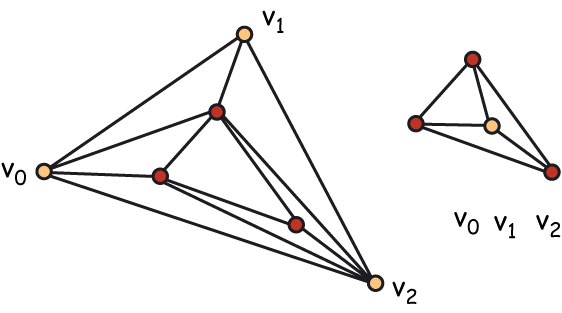 v₁
v₀
v₂
v₀ v₁ v₂